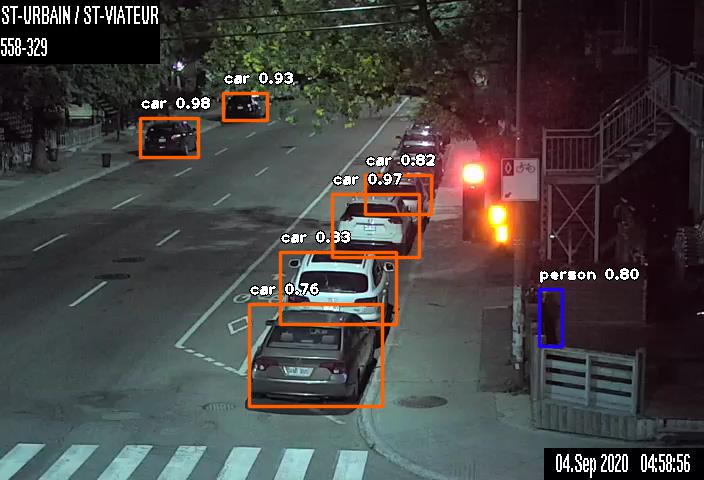 ST-URBAIN / ST-VIATEUR
558-329
car 0.93
car 0.98
car 0.82
car 0.97
car 0.83
person 0.80
car 0.76
04.Sep 2020 04:58:56